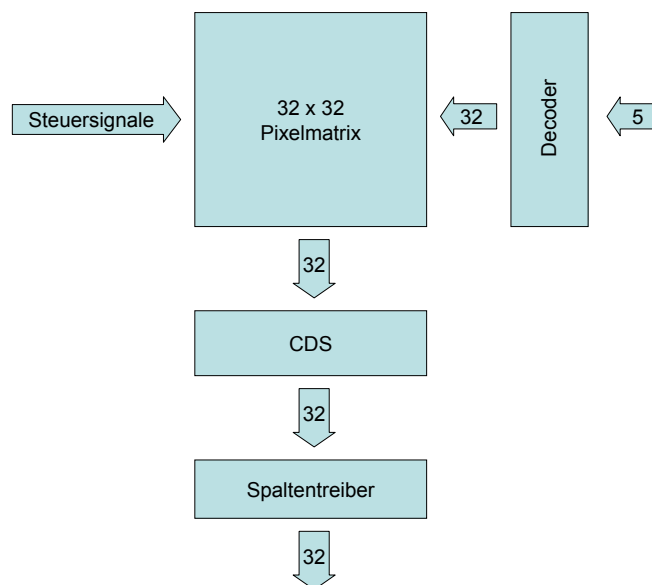 Steuersignale
32 x 32
Pixelmatrix
32
Decoder
5
32
CDS
32
Spaltentreiber
32